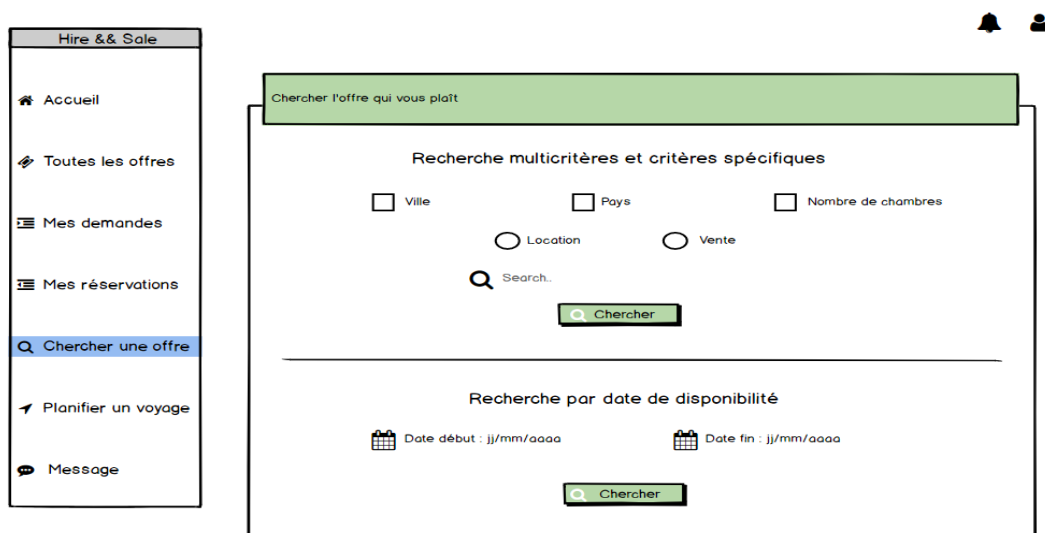 Hire && Sale
Accueil
Toutes les offres
Mes demandes
Mes réservations
Chercher une offre
Planifier un voyage
Message
Chercher l'offre qui vous plaît
Recherche multicritères et critères spécifiques
Ville Pays Nombre de chambres
Location Vente
Search..
Chercher
Recherche par date de disponibilité
Date début : jj/mm/aaaa Date fin : jj/mm/aaaa
Chercher